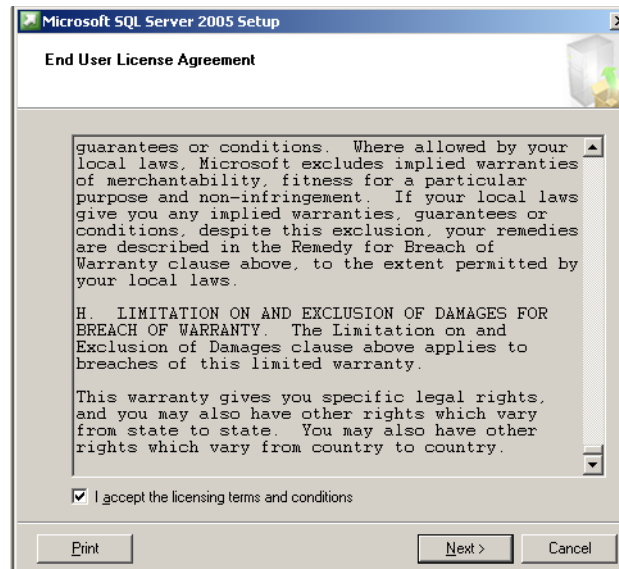 Microsoft SQL Server 2005 Setup
End User License Agreement
guarantees or conditions.  Where allowed by your
local laws, Microsoft excludes implied warranties
of merchantability, fitness for a particular
purpose and non-infringement.  If your local laws
give you any implied warranties, guarantees or
conditions, despite this exclusion, your remedies
are described in the Remedy for Breach of
Warranty clause above, to the extent permitted by
your local laws.
H.  LIMITATION ON AND EXCLUSION OF DAMAGES FOR
BREACH OF WARRANTY.  The Limitation on and
Exclusion of Damages clause above applies to
breaches of this limited warranty.
This warranty gives you specific legal rights,
and you may also have other rights which vary
from state to state.  You may also have other
rights which vary from country to country.
I accept the licensing terms and conditions
Print
Next >
Cancel